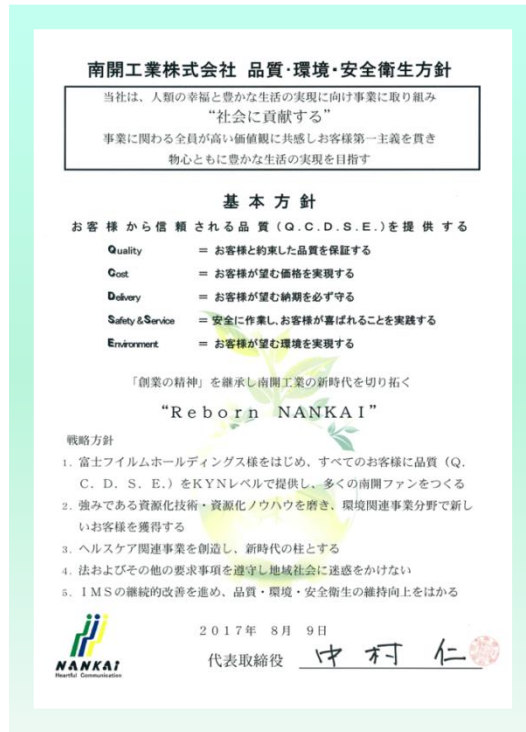 南開工業株式会社 品質･環境･安全衛生方針
当社は、人類の幸福と豊かな生活の実現に向け事業に取り組み
“社会に貢献する”
事業に関わる全員が高い価値観に共感しお客様第一主義を貫き
物心ともに豊かな生活の実現を目指す
基本方針
お客様から信頼される品質(Q.C.D.S.E.)を提供する
Quality ＝ お客様と約束した品質を保証する
Cost ＝ お客様が望む価格を実現する
Delivery ＝ お客様が望む納期を必ず守る
Safety &Service ＝ 安全に作業し、お客様が喜ばれることを実践する
Environment ＝ お客様が望む環境を実現する
「創業の精神」を継承し南開工業の新時代を切り拓く
“Reborn NANKAI”
戦略方針
1. 富士フイルムホールディングス様をはじめ、すべてのお客様に品質（Q.
C. D. S. E.）をKYNレベルで提供し、多くの南開ファンをつくる
2. 強みである資源化技術・資源化ノウハウを磨き、環境関連事業分野で新し
いお客様を獲得する
3. ヘルスケア関連事業を創造し、新時代の柱とする
4. 法およびその他の要求事項を遵守し地域社会に迷惑をかけない
5. IMSの継続的改善を進め、品質・環境・安全衛生の維持向上をはかる
2017年 8月 9日
代表取締役 中村 仁
NANKAI
Heartful Communication